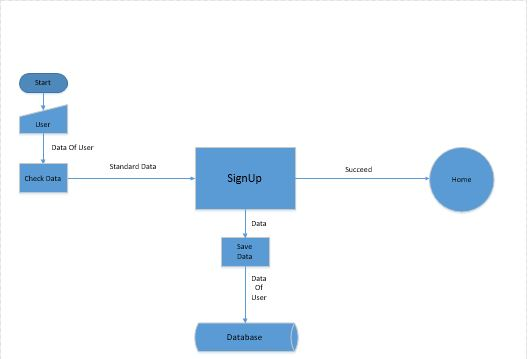 Start
User
Data Of User
Check Data
Standard Data
SignUp
Succeed
Home
Data
Save
Data
Data
Of
User
Database